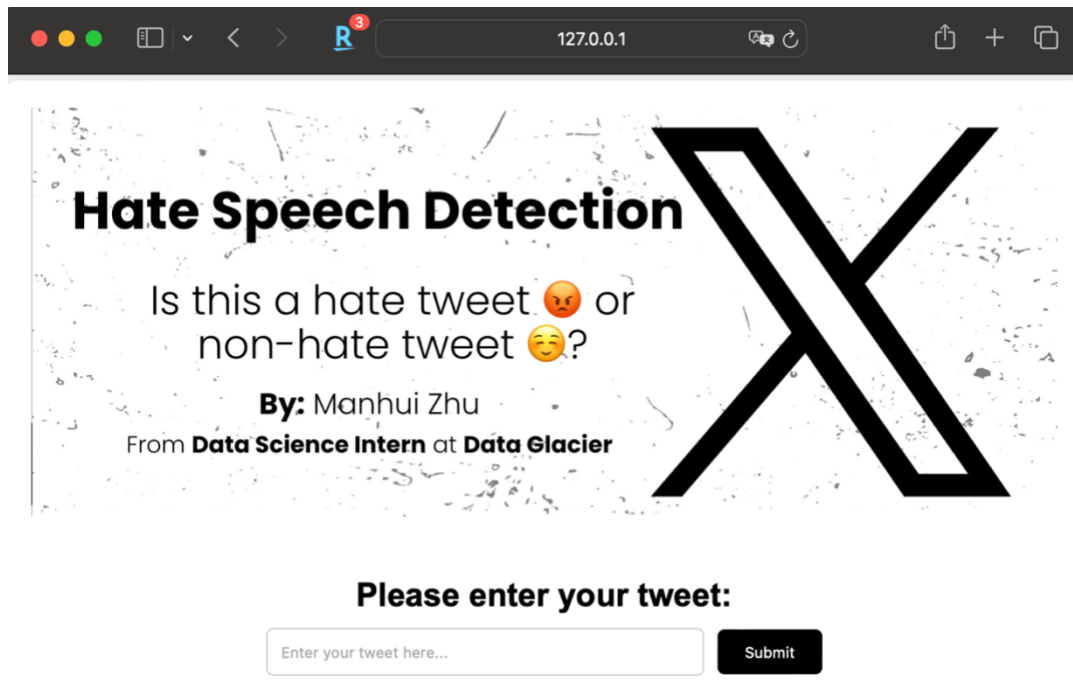 R 3
127.0.0.1
Hate Speech Detection
Is this a hate tweet 😡 or
non-hate tweet ☺️?
By: Manhui Zhu
From Data Science Intern at Data Glacier
X
Please enter your tweet:
Enter your tweet here...
Submit